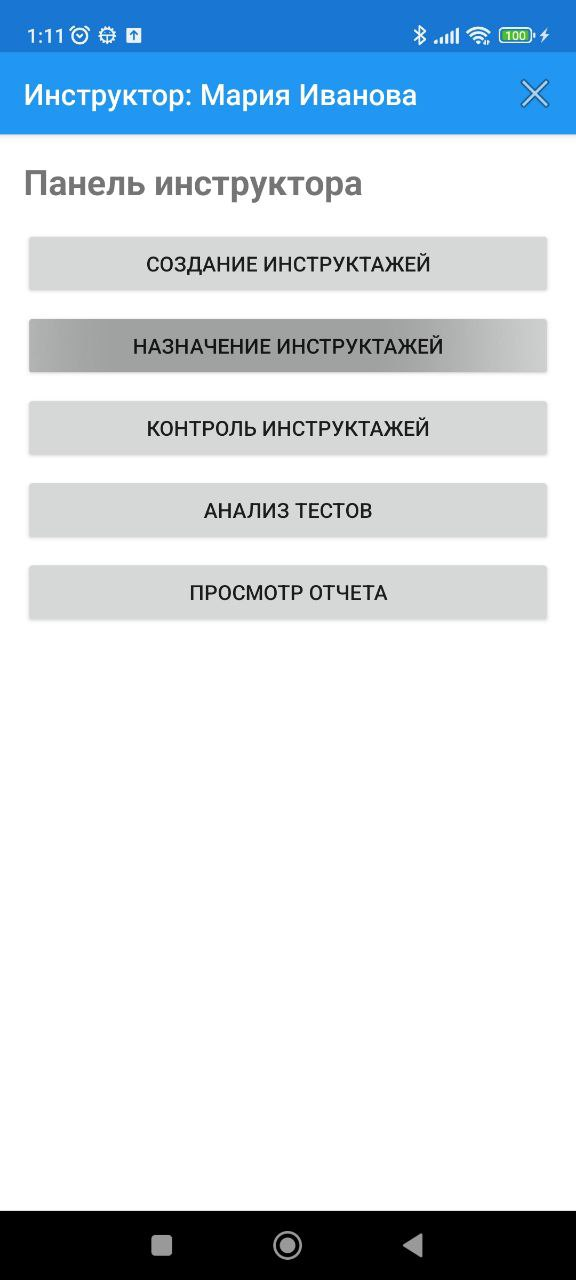 1:11 100
Инструктор: Мария Иванова
Панель инструктора
СОЗДАНИЕ ИНСТРУКТАЖЕЙ
НАЗНАЧЕНИЕ ИНСТРУКТАЖЕЙ
КОНТРОЛЬ ИНСТРУКТАЖЕЙ
АНАЛИЗ ТЕСТОВ
ПРОСМОТР ОТЧЕТА